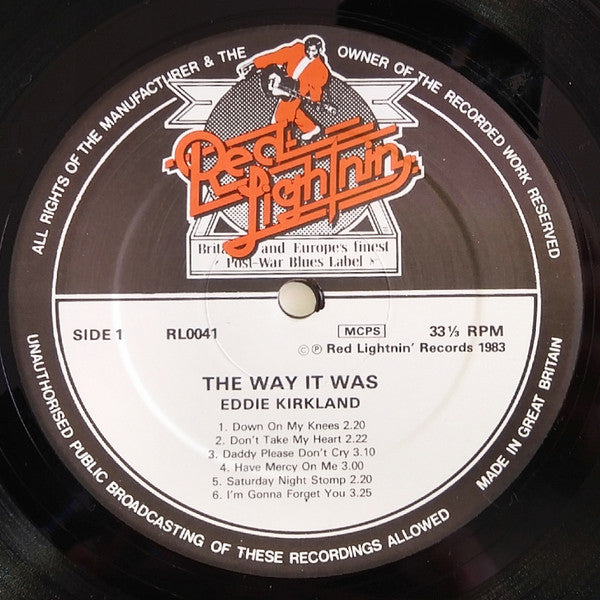 ALL RIGHTS OF THE MANUFACTURER & THE OWNER OF THE RECORDED WORK RESERVED
Red
Lightnin'
Brit and Europe's finest
Post-War Blues Label
SIDE 1 RL0041 MCPS 33⅓ RPM
© ℗ Red Lightnin' Records 1983
THE WAY IT WAS
EDDIE KIRKLAND
1. Down On My Knees 2.20
2. Don't Take My Heart 2.22
3. Daddy Please Don't Cry 3.10
4. Have Mercy On Me 3.00
5. Saturday Night Stomp 2.20
6. I'm Gonna Forget You 3.25
UNAUTHORISED PUBLIC BROADCASTING OF THESE RECORDINGS ALLOWED
MADE IN GREAT BRITAIN